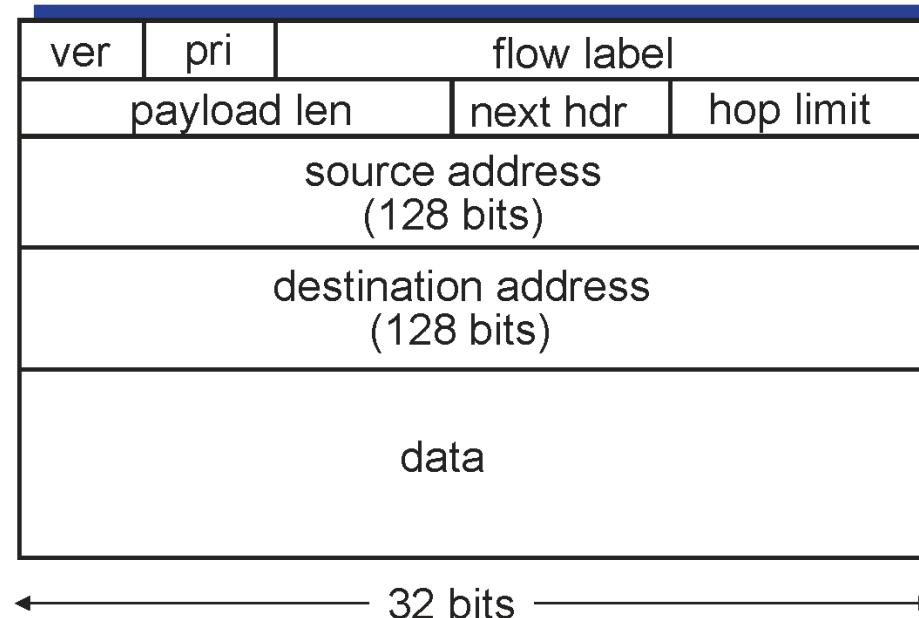 ver pri flow label
payload len next hdr hop limit
source address
(128 bits)
destination address
(128 bits)
data
32 bits